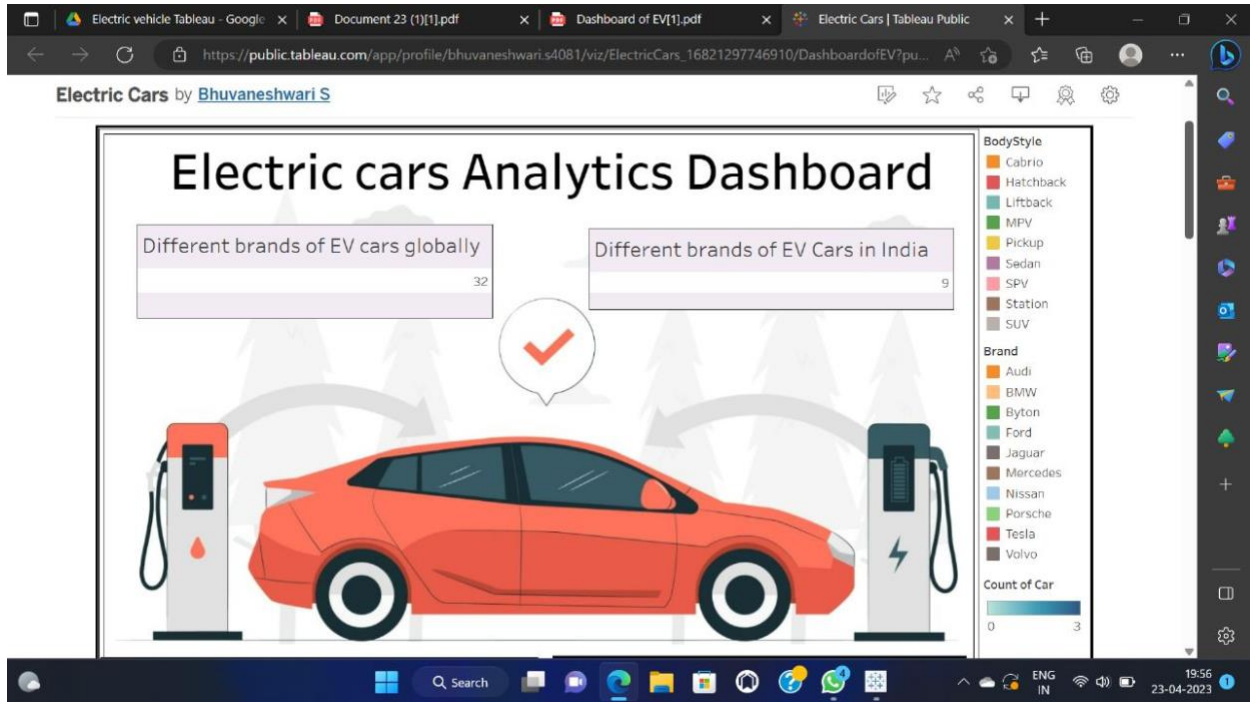 Electric vehicle Tableau - Google
Document 23 (1)[1].pdf
Dashboard of EV[1].pdf
Electric Cars | Tableau Public
https://public.tableau.com/app/profile/bhuvaneshwari.s4081/viz/ElectricCars_16821297746910/DashboardofEV?pu...
Electric Cars by Bhuvaneshwari S
Electric cars Analytics Dashboard
Different brands of EV cars globally
32
Different brands of EV Cars in India
9
BodyStyle
Cabrio
Hatchback
Liftback
MPV
Pickup
Sedan
SPV
Station
SUV
Brand
Audi
BMW
Byton
Ford
Jaguar
Mercedes
Nissan
Porsche
Tesla
Volvo
Count of Car
0 3
Search
4
ENG
IN
19:56
23-04-2023
1